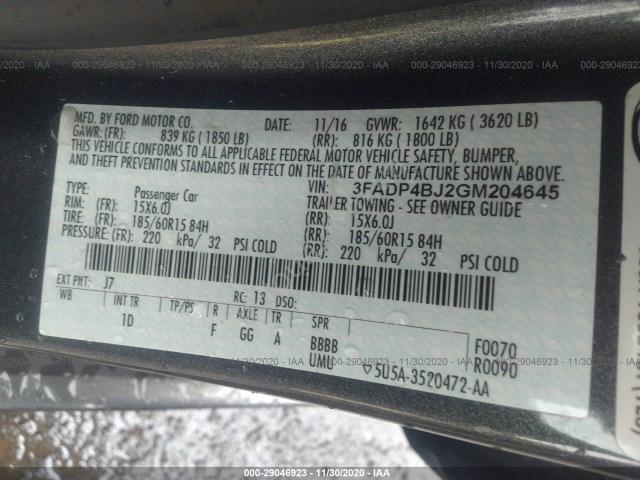 000-29046923 - 11/30/2020 - IAA
MFD. BY FORD MOTOR CO. DATE: 11/16 GVWR: 1642 KG ( 3620 LB)
GAWR: (FR): 839 KG ( 1850 LB) (RR): 816 KG ( 1800 LB)
THIS VEHICLE CONFORMS TO ALL APPLICABLE FEDERAL MOTOR VEHICLE SAFETY, BUMPER,
AND THEFT PREVENTION STANDARDS IN EFFECT ON THE DATE OF MANUFACTURE SHOWN ABOVE.
VIN: 3FADP4BJ2GM204645
TYPE: Passenger Car TRAILER TOWING - SEE OWNER GUIDE
RIM: (FR): 15X6.0J (RR): 15X6.0J
TIRE: (FR): 185/60R15 84H (RR): 185/60R15 84H
PRESSURE: (FR): 220 kPa/ 32 PSI COLD (RR): 220 kPa/ 32 PSI COLD
EXT PNT: J7 RC: 13 DSO:
WB INT TR TP/PS R AXLE TR SPR
1D F GG A BBBB F0070
UMU R0090
5U5A-3520472-AA
000-29046923 - 11/30/2020 - IAA